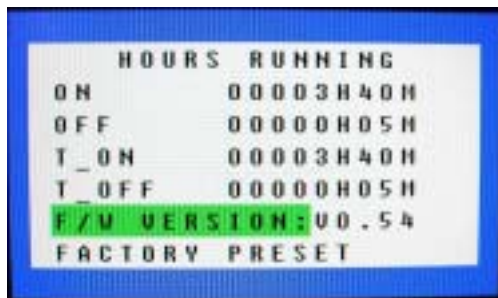 HOURS RUNNING
ON 00003H40M
OFF 00000H05M
T_ON 00003H40M
T_OFF 00000H05M
F/W VERSION:V0.54
FACTORY PRESET